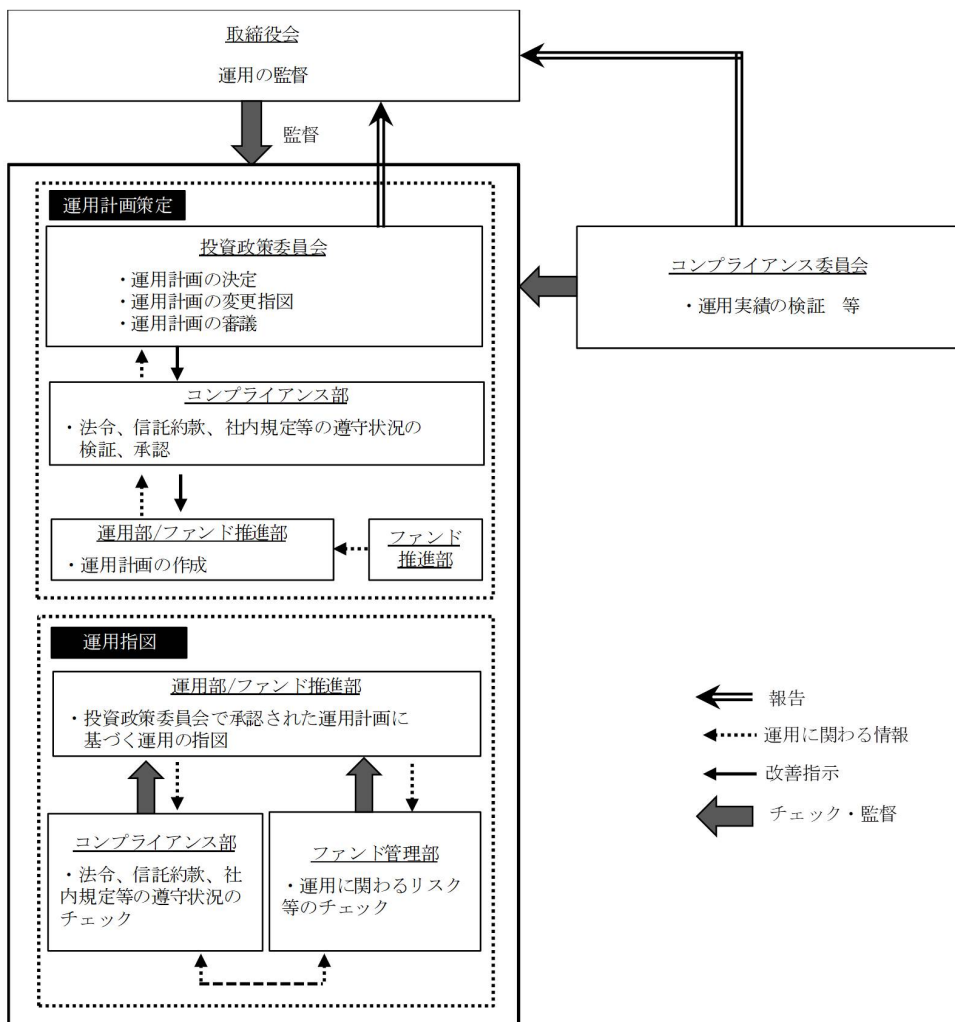 取締役会
運用の監督
監督
運用計画策定
投資政策委員会
・運用計画の決定
・運用計画の変更指図
・運用計画の審議
コンプライアンス委員会
・運用実績の検証　等
コンプライアンス部
・法令、信託約款、社内規定等の遵守状況の
検証、承認
運用部/ファンド推進部
・運用計画の作成
ファンド
推進部
運用指図
運用部/ファンド推進部
・投資政策委員会で承認された運用計画に
基づく運用の指図
コンプライアンス部
・法令、信託約款、社
内規定等の遵守状況の
チェック
ファンド管理部
・運用に関わるリスク
等のチェック
報告
運用に関わる情報
改善指示
チェック・監督